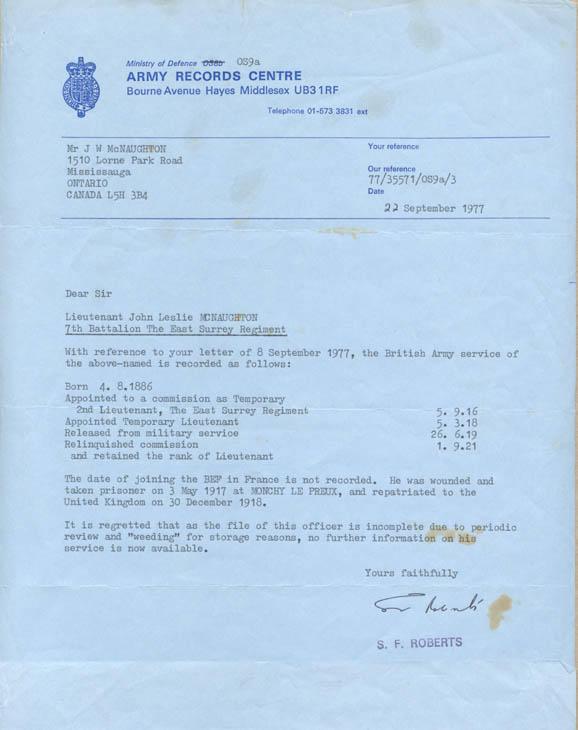 Ministry of Defence OS8b OS9a
ARMY RECORDS CENTRE
Bourne Avenue Hayes Middlesex UB3 1RF
Telephone 01-573 3831 ext
Mr J W McNAUGHTON
1510 Lorne Park Road
Mississauga
ONTARIO
CANADA L5H 3B4
Your reference
Our reference
77/35571/OS9a/3
Date
22 September 1977
Dear Sir
Lieutenant John Leslie MCNAUGHTON
7th Battalion The East Surrey Regiment
With reference to your letter of 8 September 1977, the British Army service of
the above-named is recorded as follows:
Born 4. 8.1886
Appointed to a commission as Temporary
2nd Lieutenant, The East Surrey Regiment 5. 9.16
Appointed Temporary Lieutenant 5. 3.18
Released from military service 26. 6.19
Relinquished commission 1. 9.21
and retained the rank of Lieutenant
The date of joining the BEF in France is not recorded. He was wounded and
taken prisoner on 3 May 1917 at MONCHY LE PREUX, and repatriated to the
United Kingdom on 30 December 1918.
It is regretted that as the file of this officer is incomplete due to periodic
review and "weeding" for storage reasons, no further information on his
service is now available.
Yours faithfully
S. F. ROBERTS